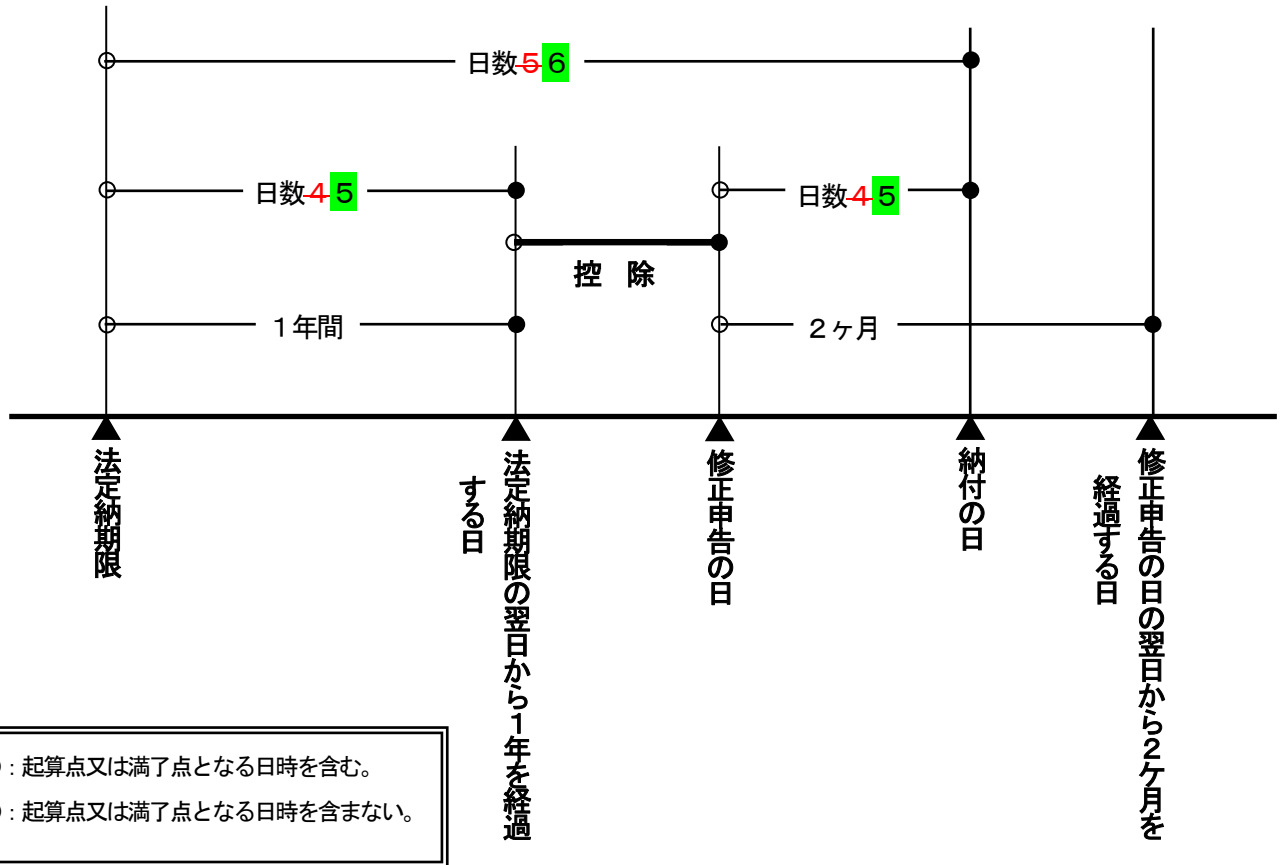 日数56
日数45
日数45
控 除
1年間
2ヶ月
法定納期限
法定納期限の翌日から1年を経過
する日
修正申告の日
納付の日
修正申告の日の翌日から2ケ月を
経過する日
:起算点又は満了点となる日時を含む。
:起算点又は満了点となる日時を含まない。